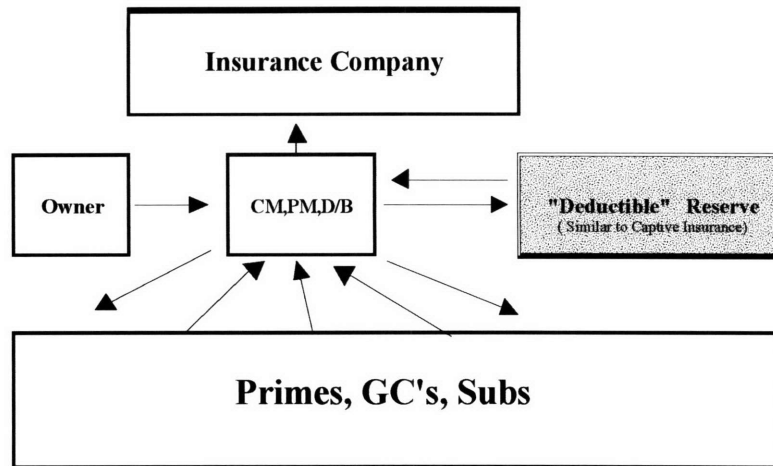 Insurance Company
Owner
CM,PM,D/B
"Deductible" Reserve
( Similar to Captive Insurance)
Primes, GC's, Subs